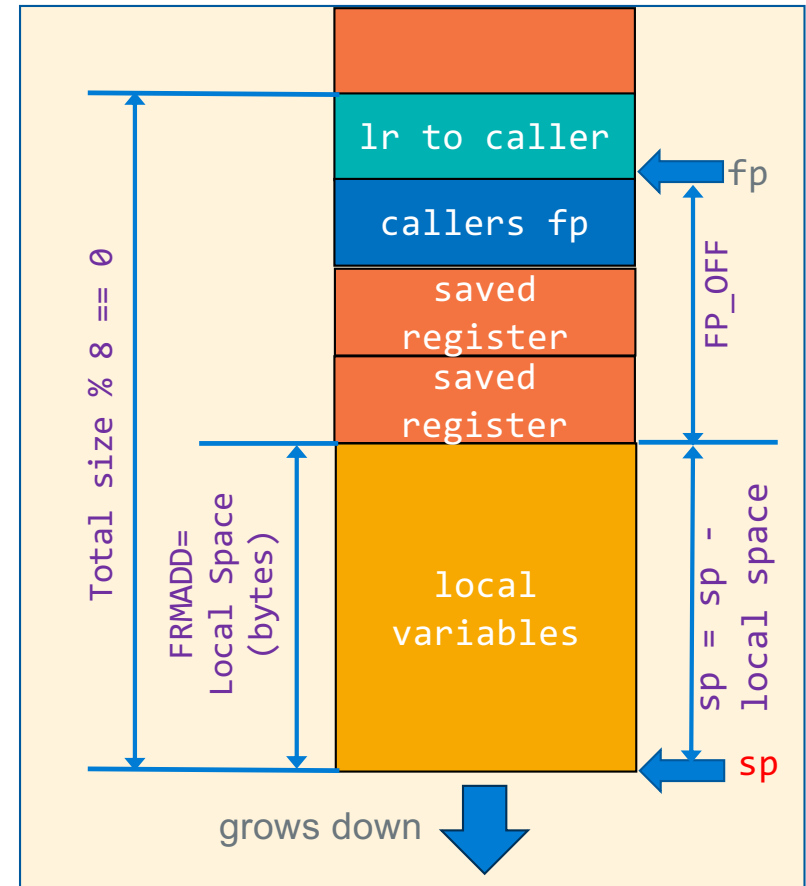 lr to caller
fp
callers fp
saved
register
saved
register
FP_OFF
Total size % 8 == 0
FRMADD=
Local Space
(bytes)
local
variables
sp = sp -
local space
sp
grows down